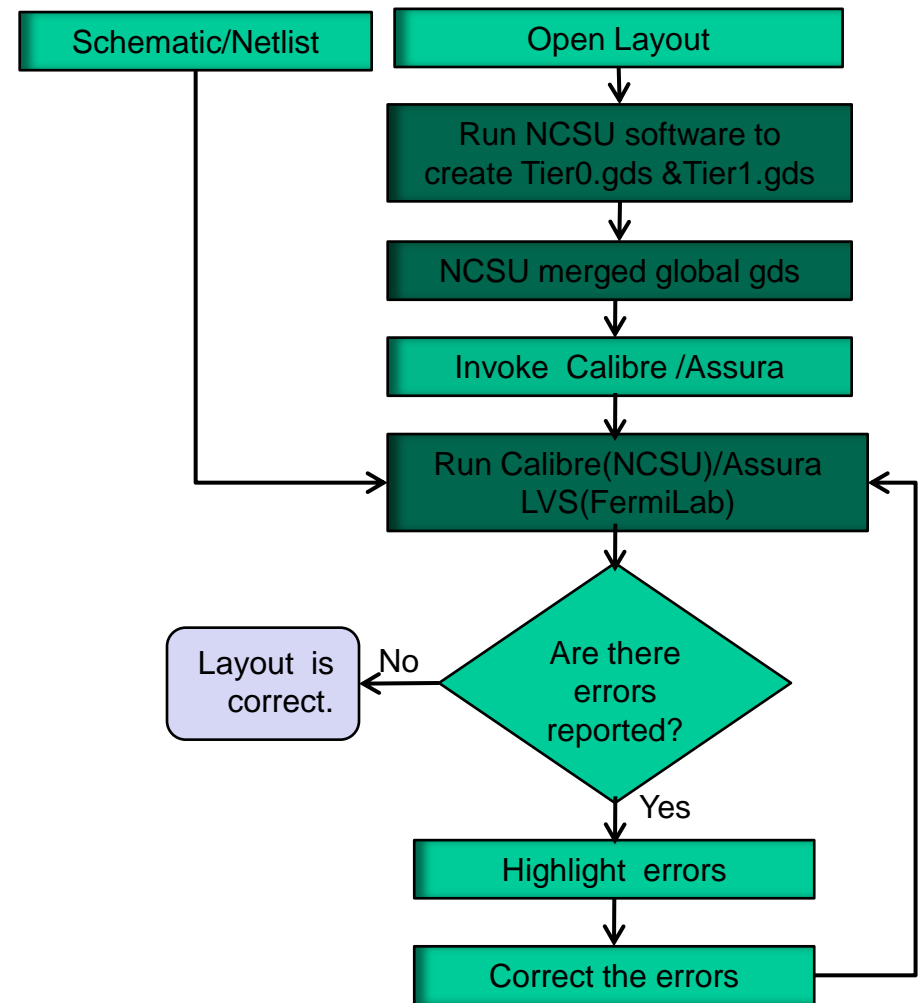 Schematic/Netlist
Open Layout
Run NCSU software to
create Tier0.gds &Tier1.gds
NCSU merged global gds
Invoke Calibre /Assura
Run Calibre(NCSU)/Assura
LVS(FermiLab)
Are there
errors
reported?
No
Layout is
correct.
Yes
Highlight errors
Correct the errors